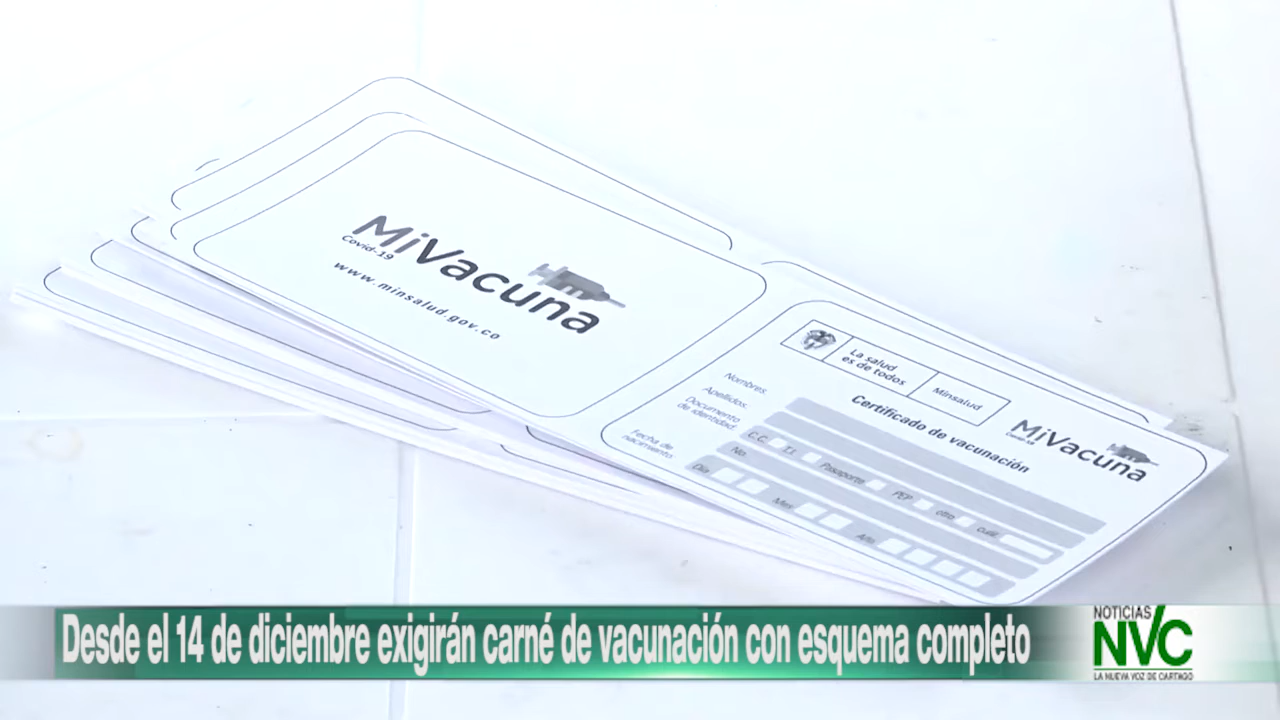 MiVacuna
Covid-19
www.minsalud.gov.co
La salud
es de todos
Minsalud
Certificado de vacunación
MiVacuna
Covid-19
Nombres
Apellidos
Documento
de identidad
C.C. T.I. Pasaporte PEP otro cuál
No.
Fecha de
nacimiento
Día Mes Año
Desde el 14 de diciembre exigirán carné de vacunación con esquema completo
NOTICIAS
NVC
LA NUEVA VOZ DE CARTAGO